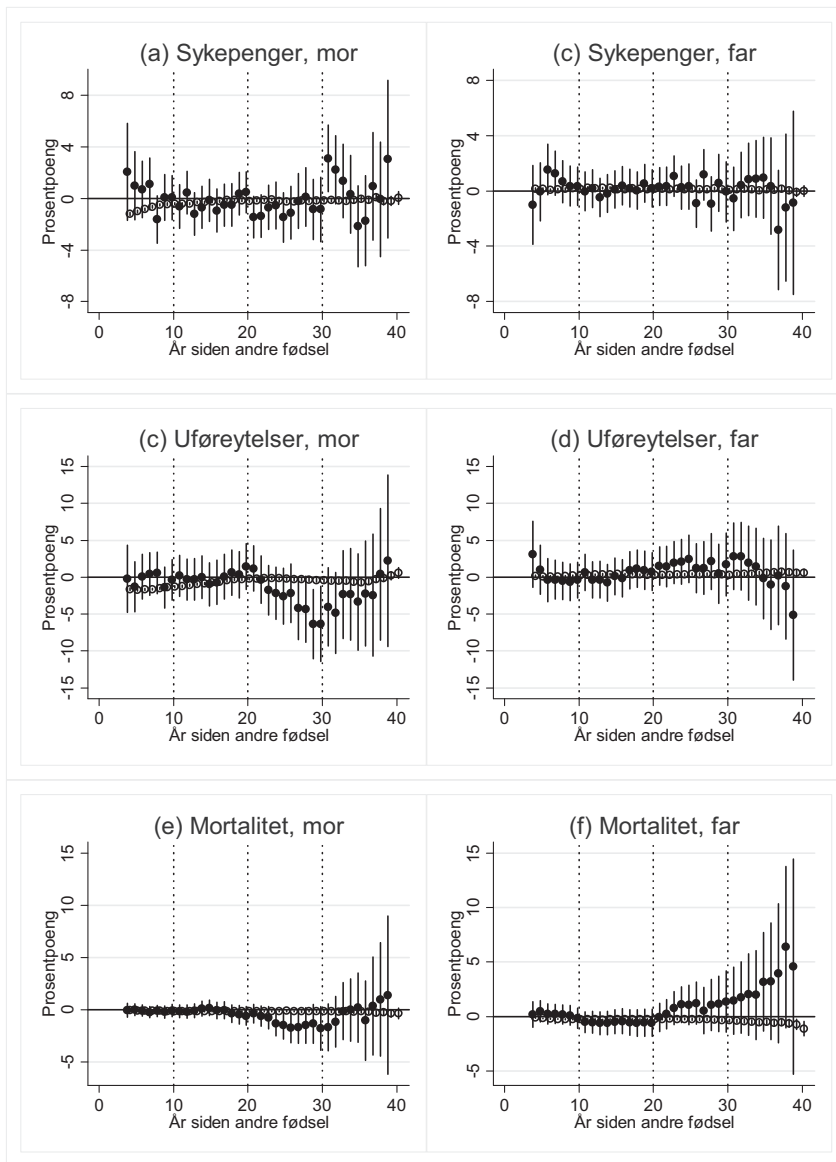 (a) Sykepenger, mor
8
4
0
-4
-8
Prosentpoeng
0 10 20 30 40
År siden andre fødsel
(c) Sykepenger, far
8
4
0
-4
-8
Prosentpoeng
0 10 20 30 40
År siden andre fødsel
(c) Uføreytelser, mor
15
10
5
0
-5
-10
-15
Prosentpoeng
0 10 20 30 40
År siden andre fødsel
(d) Uføreytelser, far
15
10
5
0
-5
-10
-15
Prosentpoeng
0 10 20 30 40
År siden andre fødsel
(e) Mortalitet, mor
15
10
5
0
-5
Prosentpoeng
0 10 20 30 40
År siden andre fødsel
(f) Mortalitet, far
15
10
5
0
-5
Prosentpoeng
0 10 20 30 40
År siden andre fødsel